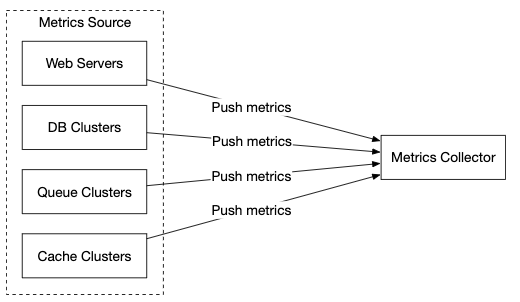 Metrics Source
Web Servers
Push metrics
DB Clusters
Push metrics
Metrics Collector
Queue Clusters
Push metrics
Push metrics
Cache Clusters